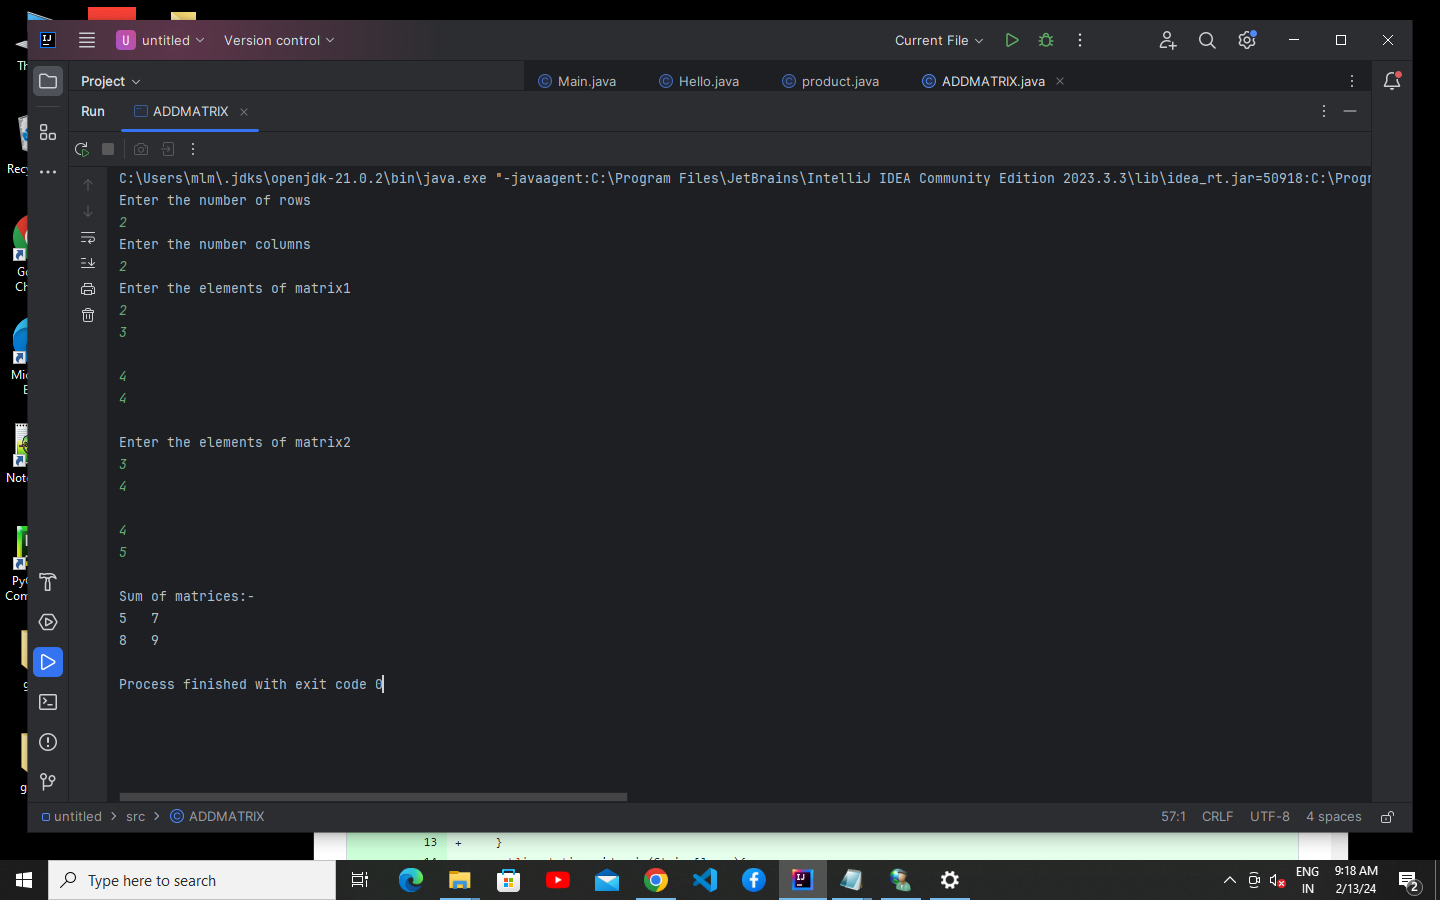 U untitled Version control Current File
Project Main.java Hello.java product.java ADDMATRIX.java
Run ADDMATRIX
C:\Users\mlm\.jdks\openjdk-21.0.2\bin\java.exe "-javaagent:C:\Program Files\JetBrains\IntelliJ IDEA Community Edition 2023.3.3\lib\idea_rt.jar=50918:C:\Progr
Enter the number of rows
2
Enter the number columns
2
Enter the elements of matrix1
2
3
4
4
Enter the elements of matrix2
3
4
4
5
Sum of matrices:-
5 7
8 9
Process finished with exit code 0
untitled > src > ADDMATRIX 57:1 CRLF UTF-8 4 spaces
13 + }
Type here to search
ENG
IN
9:18 AM
2/13/24
2